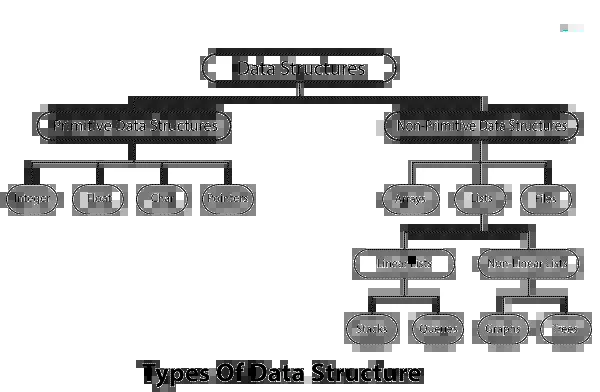 Data Structures
Primitive Data Structures
Non-Primitive Data Structures
Integer
Float
Char
Pointers
Arrays
Lists
Files
Linear Lists
Non-Linear Lists
Stacks
Queues
Graphs
Trees
Types Of Data Structure